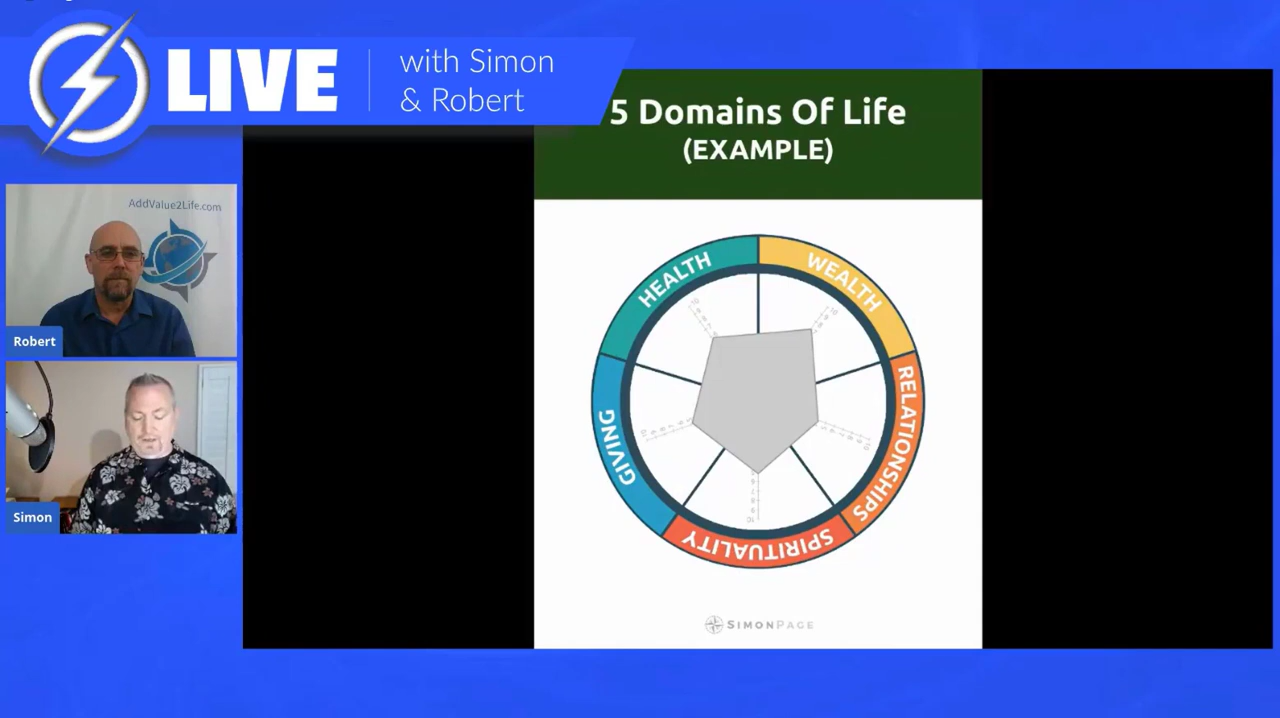 LIVE
with Simon
& Robert
5 Domains Of Life
(EXAMPLE)
AddValue2Life.com
Robert
Simon
HEALTH
WEALTH
RELATIONSHIPS
SPIRITUALITY
GIVING
SIMONPAGE